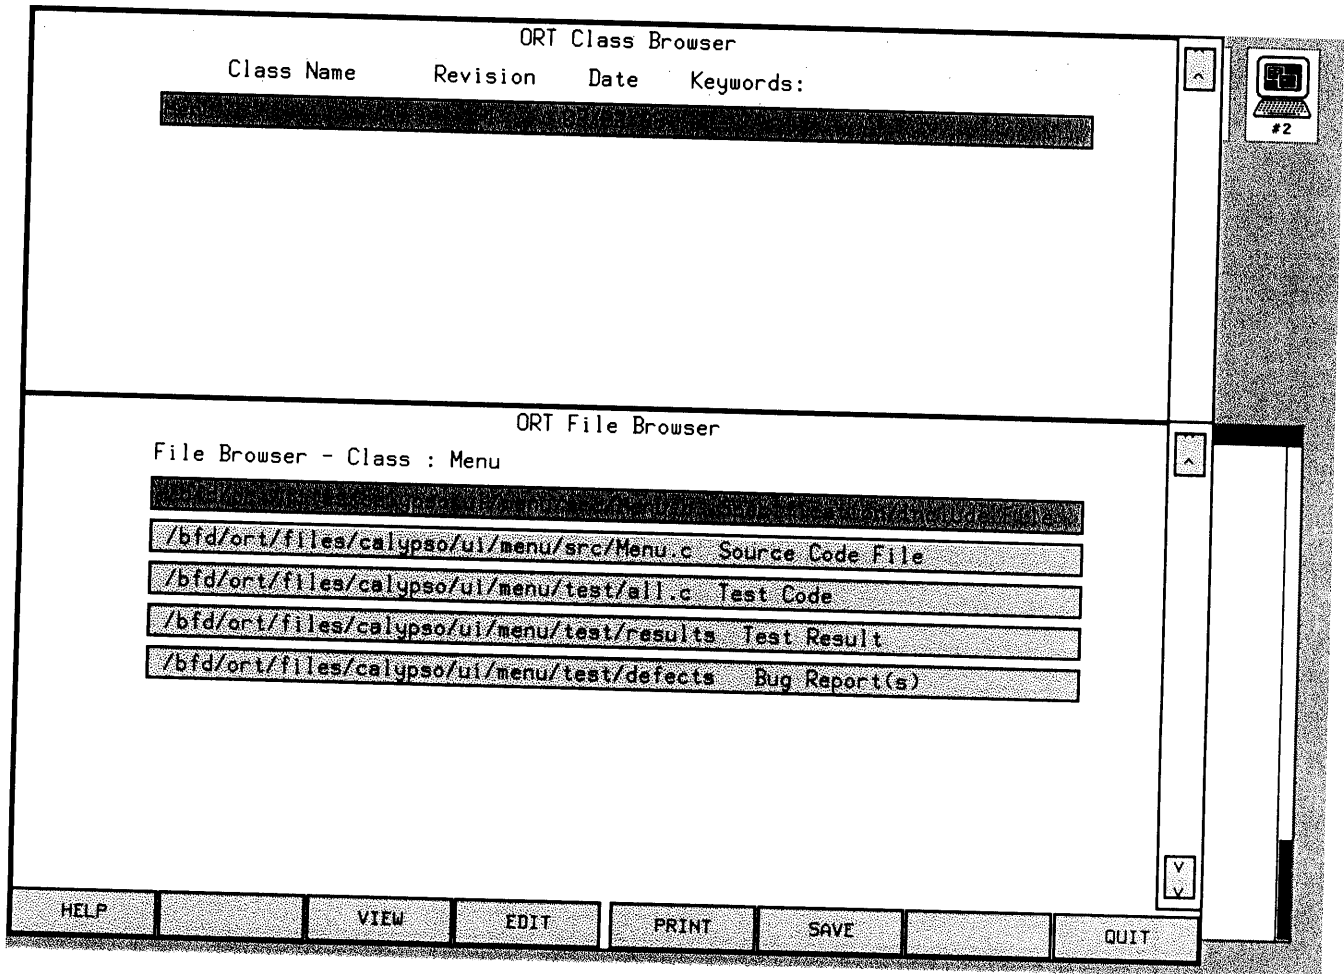 ORT Class Browser
Class Name Revision Date Keywords:
#2
ORT File Browser
File Browser - Class : Menu
/bfd/ort/files/calypso/ui/menu/src/Menu.c Source Code File
/bfd/ort/files/calypso/ui/menu/test/all.c Test Code
/bfd/ort/files/calypso/ui/menu/test/results Test Result
/bfd/ort/files/calypso/ui/menu/test/defects Bug Report(s)
HELP VIEW EDIT PRINT SAVE QUIT